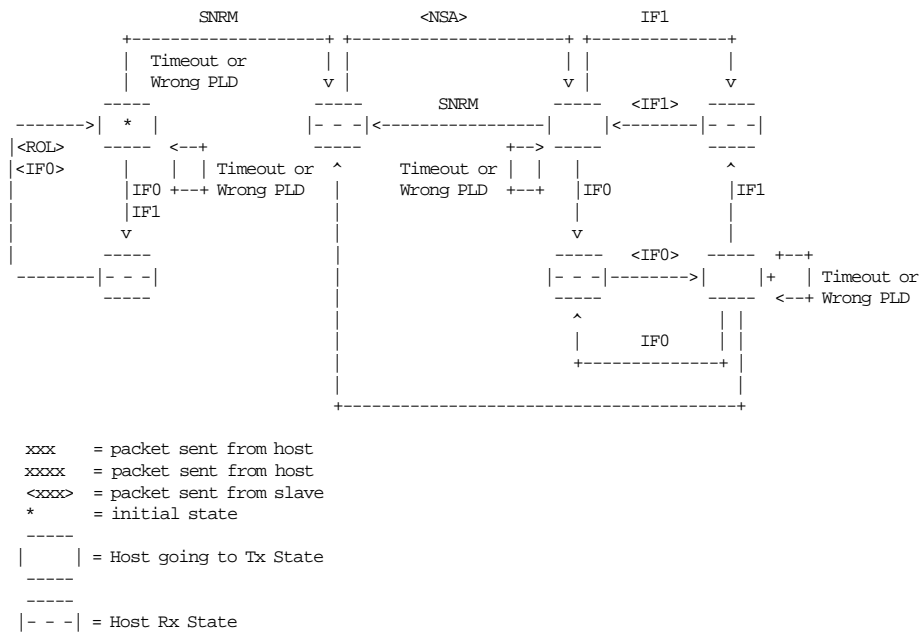 SNRM <NSA> IF1
Timeout or
Wrong PLD
* SNRM <IF1>
<ROL>
<IF0> Timeout or Timeout or
IF0 Wrong PLD Wrong PLD IF0 IF1
IF1
<IF0>
Timeout or
Wrong PLD
IF0
xxx = packet sent from host
xxxx = packet sent from host
<xxx> = packet sent from slave
* = initial state
= Host going to Tx State
= Host Rx State